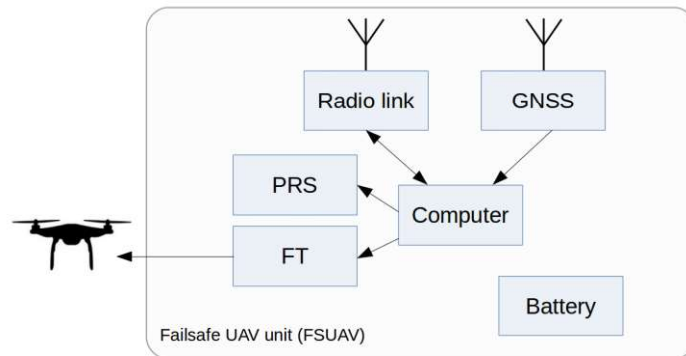 Radio link
GNSS
PRS
Computer
FT
Battery
Failsafe UAV unit (FSUAV)